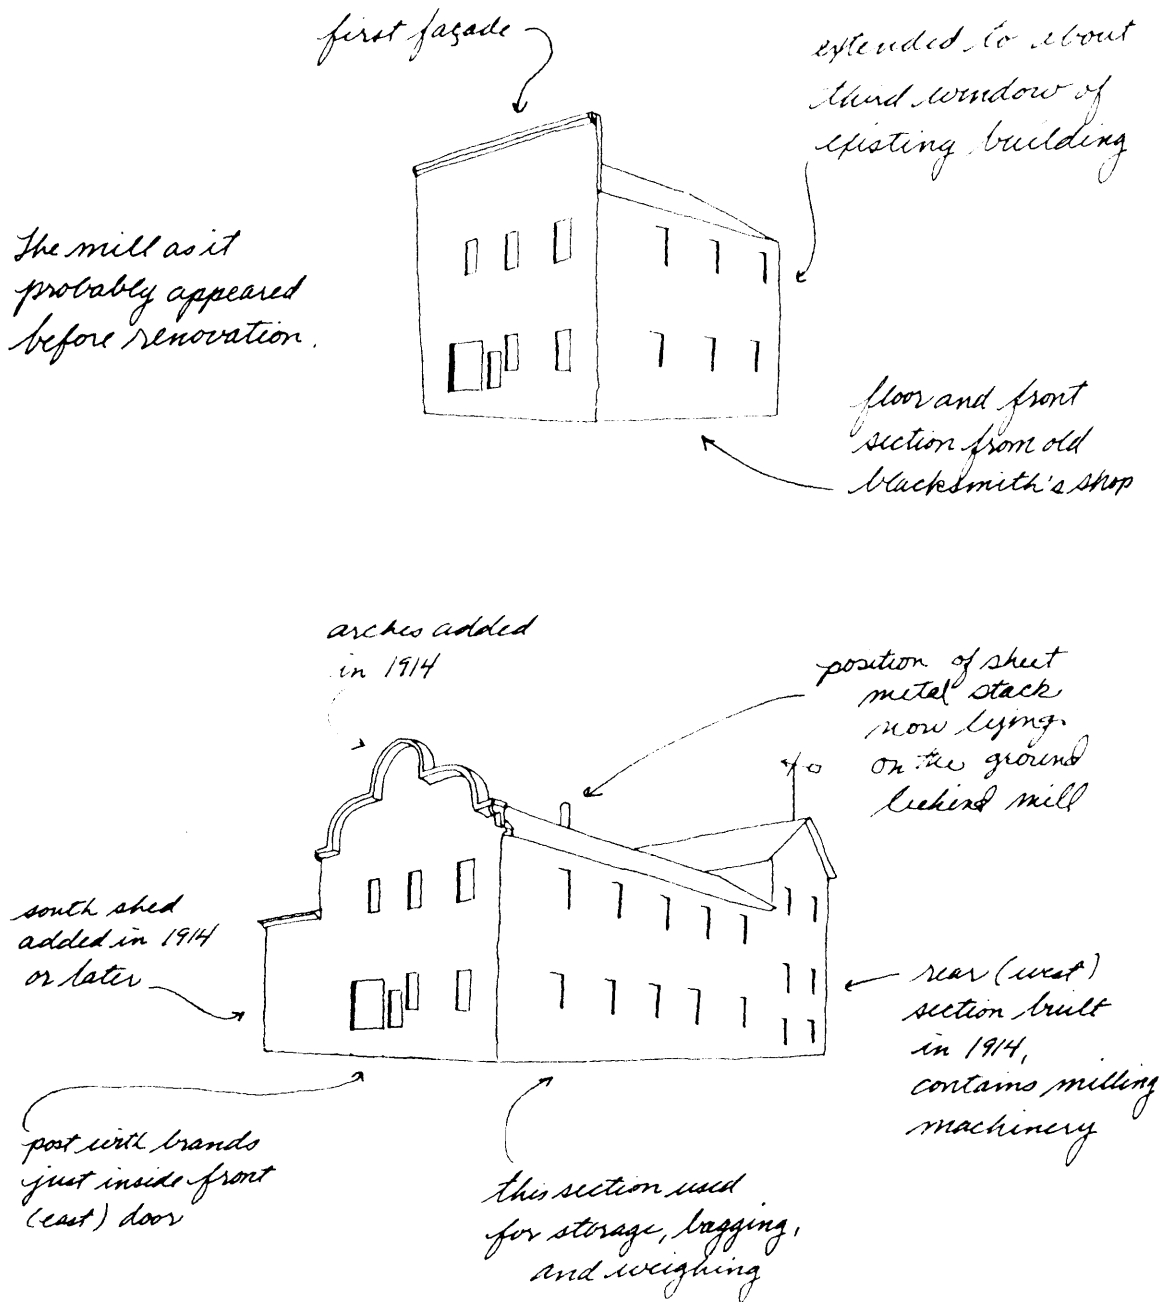 first façade
extended to about
third window of
existing building
The mill as it
probably appeared
before renovation.
floor and front
section from old
blacksmith's shop
arches added
in 1914
position of sheet
metal stack
now lying
on the ground
behind mill
south shed
added in 1914
or later
rear (west)
section built
in 1914,
contains milling
machinery
post with brands
just inside front
(east) door
this section used
for storage, bagging,
and weighing